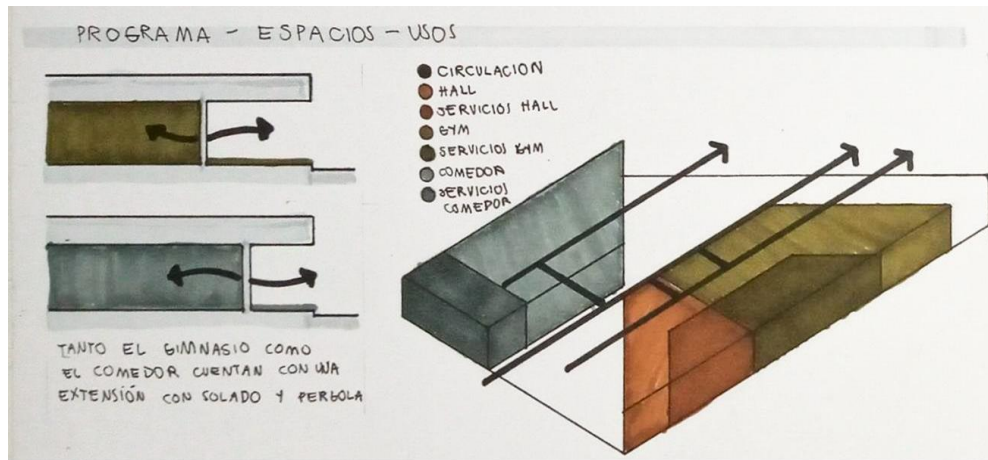 PROGRAMA - ESPACIOS - USOS
CIRCULACION
HALL
SERVICIOS HALL
GYM
SERVICIOS GYM
COMEDOR
SERVICIOS
COMEDOR
TANTO EL GIMNASIO COMO
EL COMEDOR CUENTAN CON UNA
EXTENSIÓN CON SOLADO Y PERGOLA